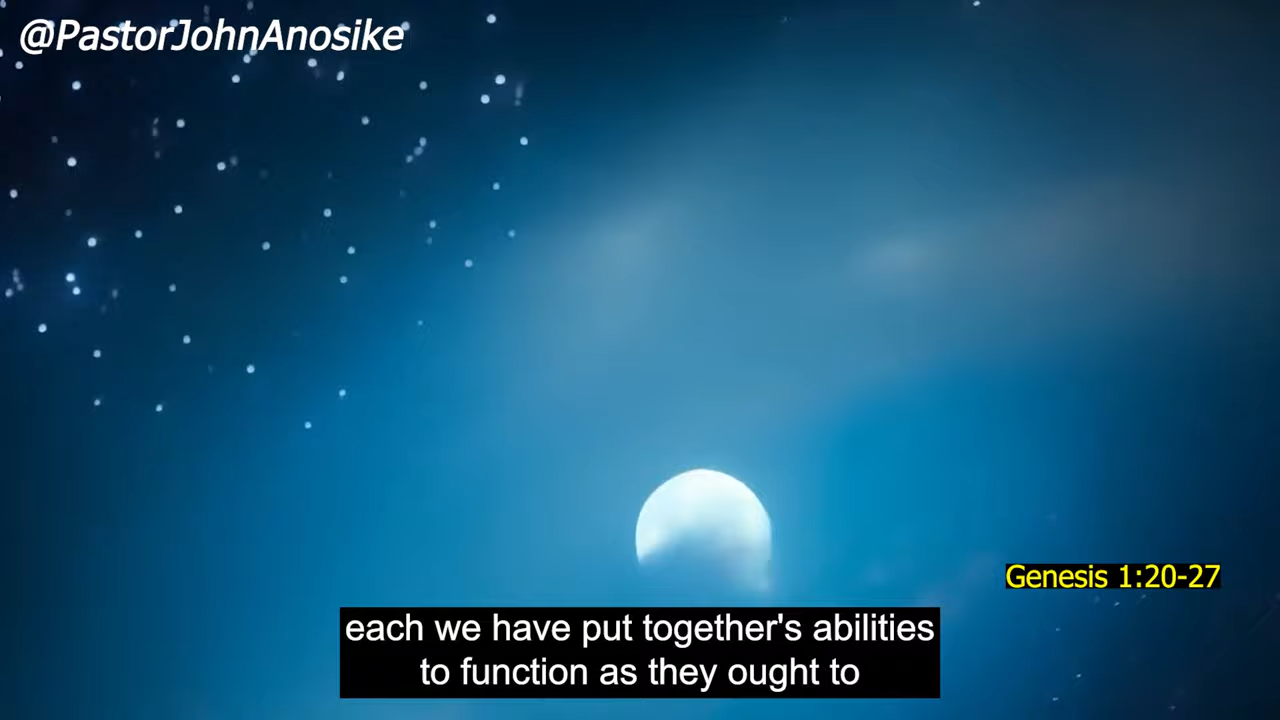 @PastorJohnAnosike
Genesis 1:20-27
each we have put together's abilities
to function as they ought to